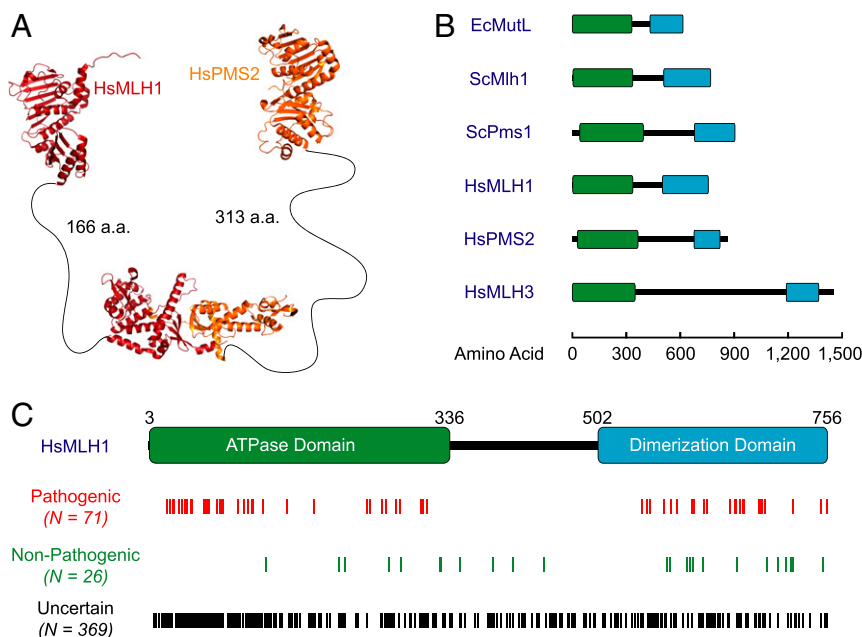 A
HsMLH1
HsPMS2
166 a.a.
313 a.a.
B
EcMutL
ScMlh1
ScPms1
HsMLH1
HsPMS2
HsMLH3
Amino Acid
0 300 600 900 1,200 1,500
C
3 336 502 756
HsMLH1 ATPase Domain Dimerization Domain
Pathogenic
(N = 71)
Non-Pathogenic
(N = 26)
Uncertain
(N = 369)